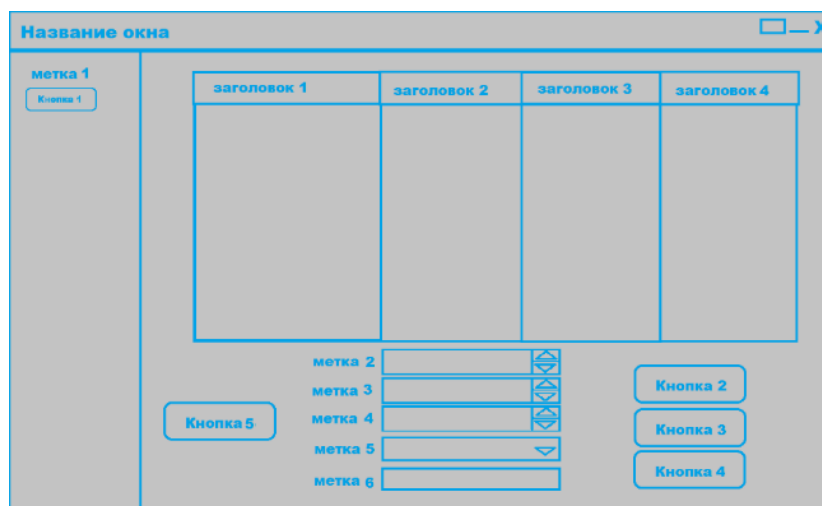 Название окна
метка 1
Кнопка 1
заголовок 1 заголовок 2 заголовок 3 заголовок 4
метка 2
метка 3
метка 4
метка 5
метка 6
Кнопка 5
Кнопка 2
Кнопка 3
Кнопка 4